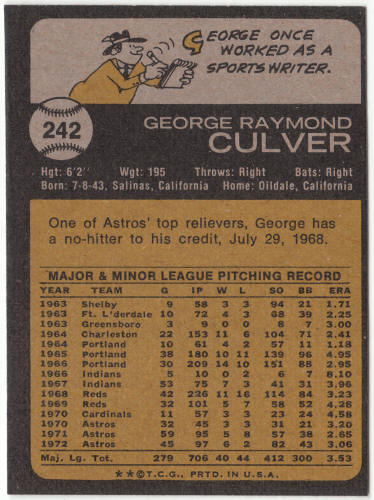 GEORGE ONCE
WORKED AS A
SPORTSWRITER.
242
GEORGE RAYMOND
CULVER
Hgt: 6'2" Wgt: 195 Throws: Right Bats: Right
Born: 7-8-43, Salinas, California Home: Oildale, California
One of Astros' top relievers, George has
a no-hitter to his credit, July 29, 1968.
MAJOR & MINOR LEAGUE PITCHING RECORD
YEAR TEAM G IP W L SO BB ERA
1963 Shelby 9 58 3 3 94 21 1.71
1963 Ft. L'derdale 10 72 4 3 68 39 2.25
1963 Greensboro 3 9 0 0 8 7 3.00
1964 Charleston 22 153 11 6 74 71 2.41
1964 Portland 10 61 4 2 57 11 1.18
1965 Portland 38 180 10 11 139 96 4.95
1966 Portland 30 209 14 10 151 88 2.95
1966 Indians 5 10 0 2 6 7 8.10
1967 Indians 53 75 7 3 41 31 3.96
1968 Reds 42 226 11 16 114 84 3.23
1969 Reds 32 101 5 7 58 52 4.28
1970 Cardinals 11 57 3 3 23 24 4.58
1970 Astros 32 45 3 3 31 21 3.20
1971 Astros 59 95 5 8 57 38 2.65
1972 Astros 45 97 6 2 82 43 3.06
Maj. Lg. Tot. 279 706 40 44 412 300 3.53
**©T.C.G., PRTD. IN U.S.A.